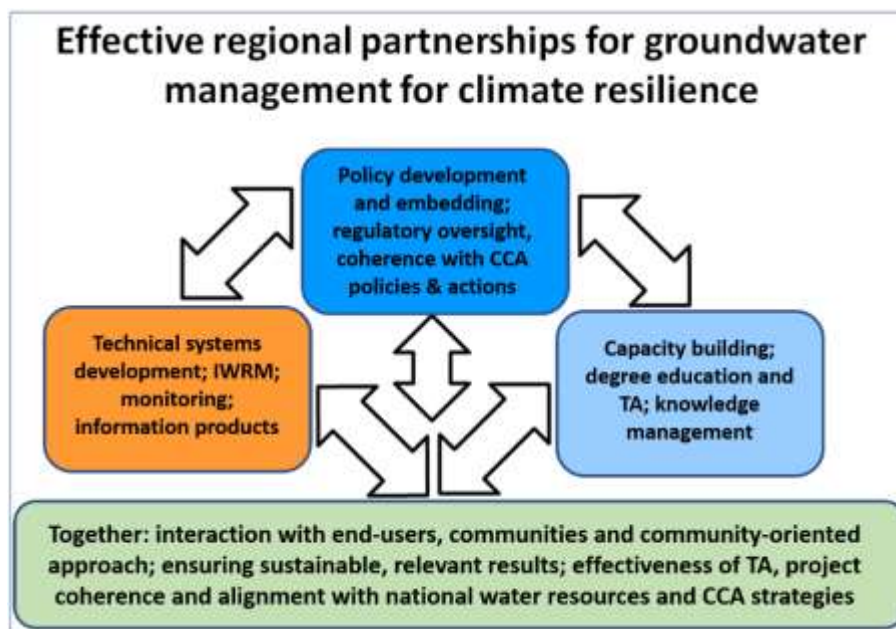 Effective regional partnerships for groundwater
management for climate resilience
Policy development
and embedding;
regulatory oversight,
coherence with CCA
policies & actions
Technical systems
development; IWRM;
monitoring;
information products
Capacity building;
degree education and
TA; knowledge
management
Together: interaction with end-users, communities and community-oriented
approach; ensuring sustainable, relevant results; effectiveness of TA, project
coherence and alignment with national water resources and CCA strategies